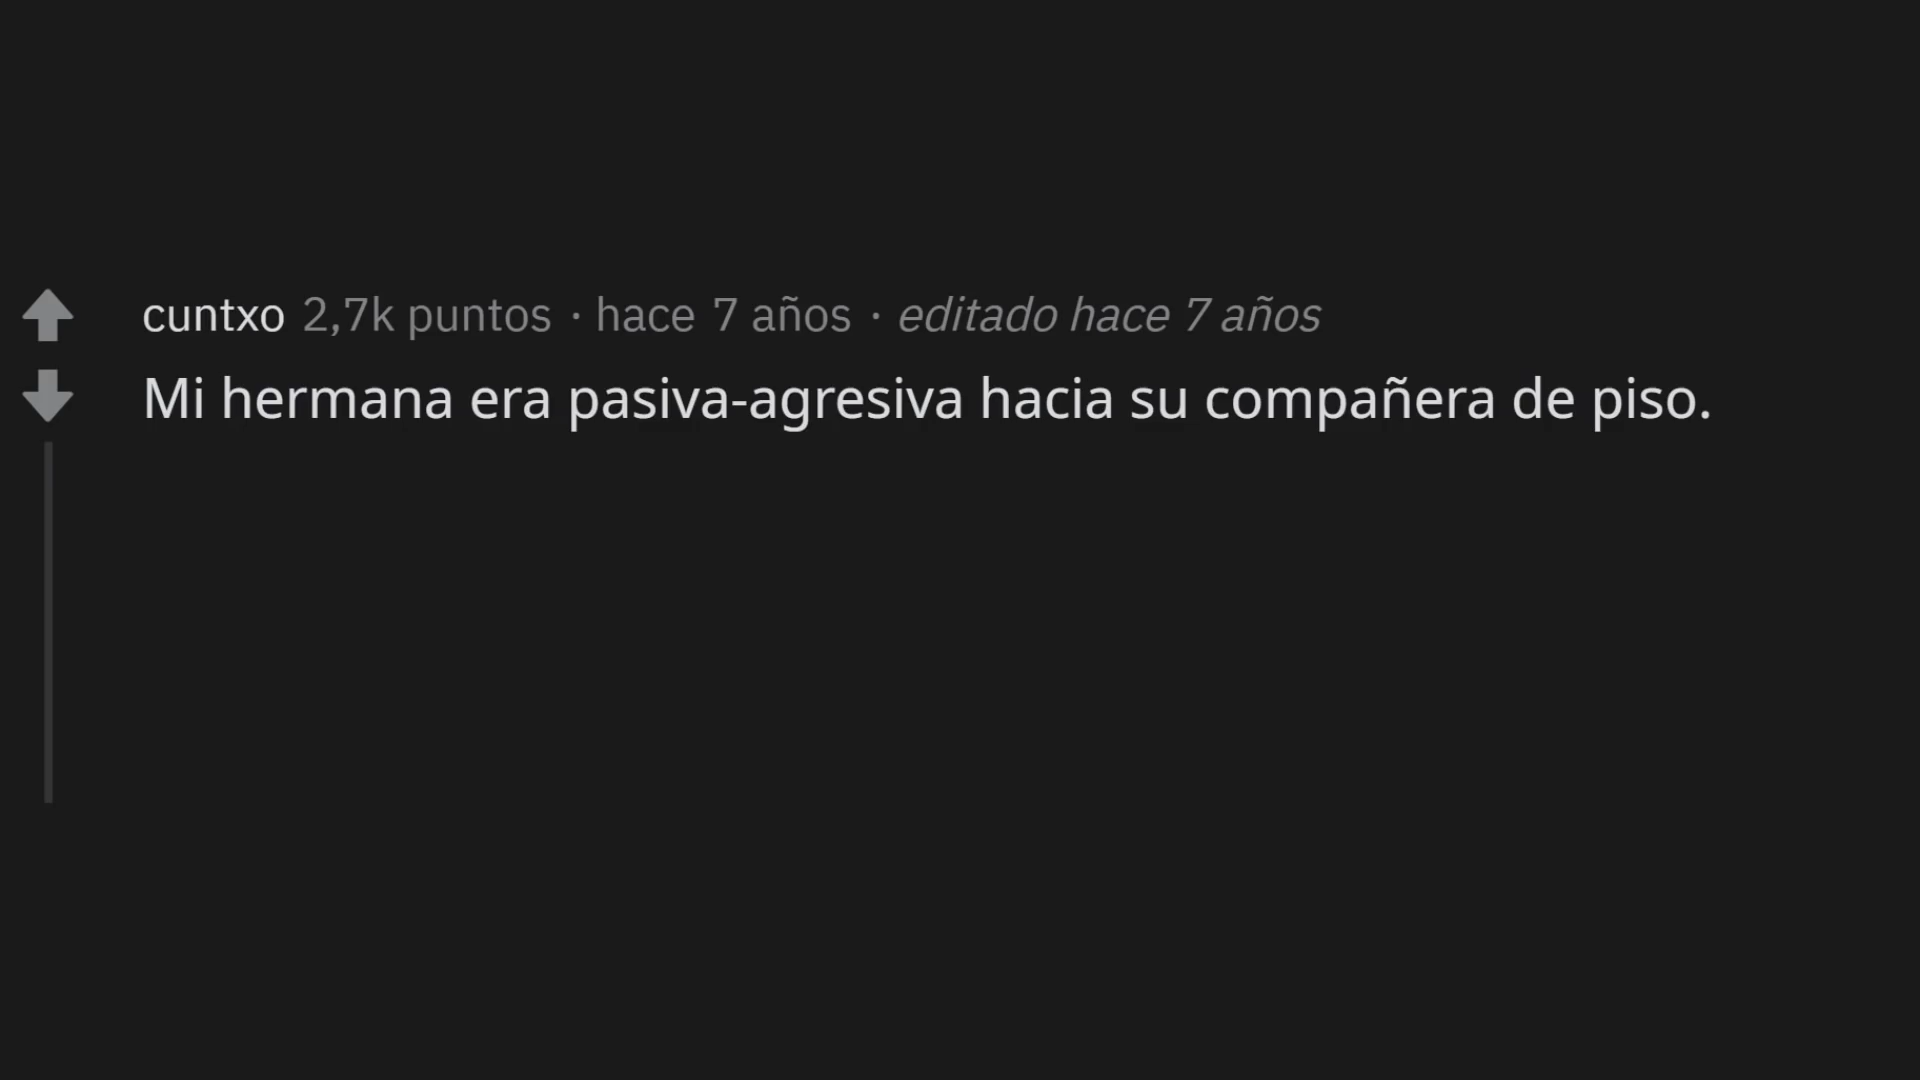 cuntxo 2,7k puntos · hace 7 años · editado hace 7 años
Mi hermana era pasiva-agresiva hacia su compañera de piso.